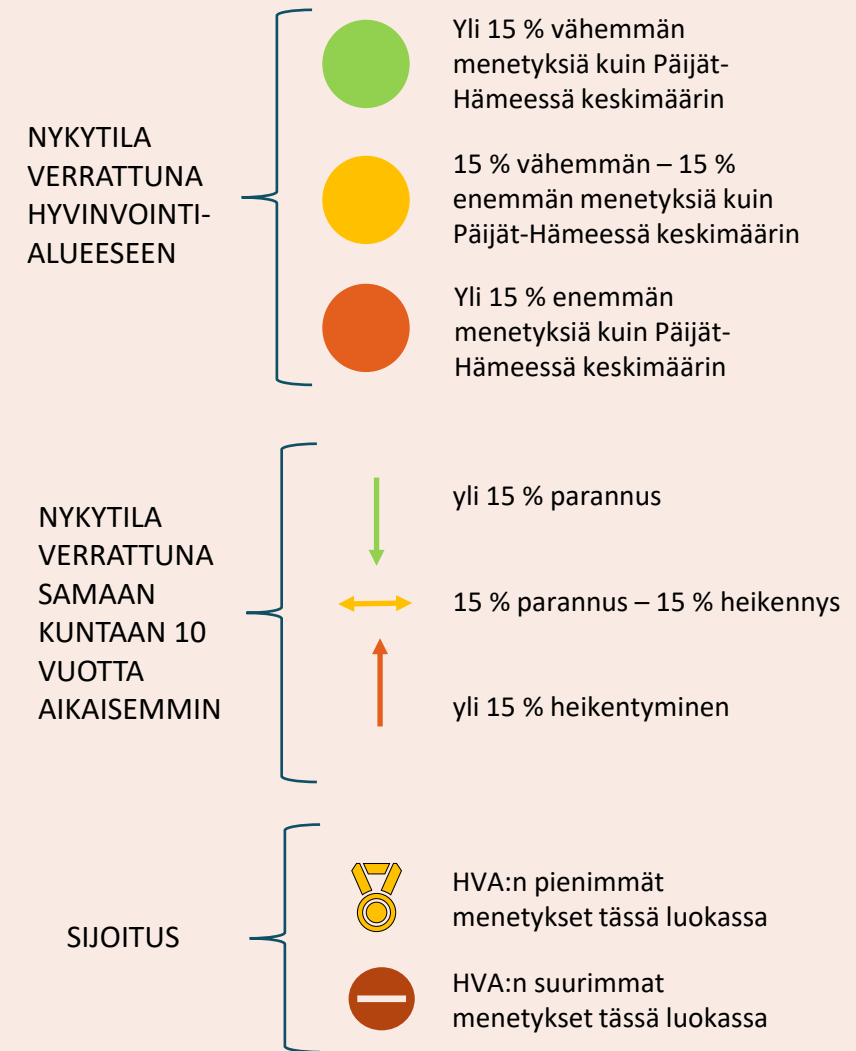 NYKYTILA
VERRATTUNA
HYVINVOINTI-
ALUEESEEN
Yli 15 % vähemmän
menetyksiä kuin Päijät-
Hämeessä keskimäärin
15 % vähemmän – 15 %
enemmän menetyksiä kuin
Päijät-Hämeessä keskimäärin
Yli 15 % enemmän
menetyksiä kuin Päijät-
Hämeessä keskimäärin
NYKYTILA
VERRATTUNA
SAMAAN
KUNTAAN 10
VUOTTA
AIKAISEMMIN
yli 15 % parannus
15 % parannus – 15 % heikennys
yli 15 % heikentyminen
SIJOITUS
HVA:n pienimmät
menetykset tässä luokassa
HVA:n suurimmat
menetykset tässä luokassa